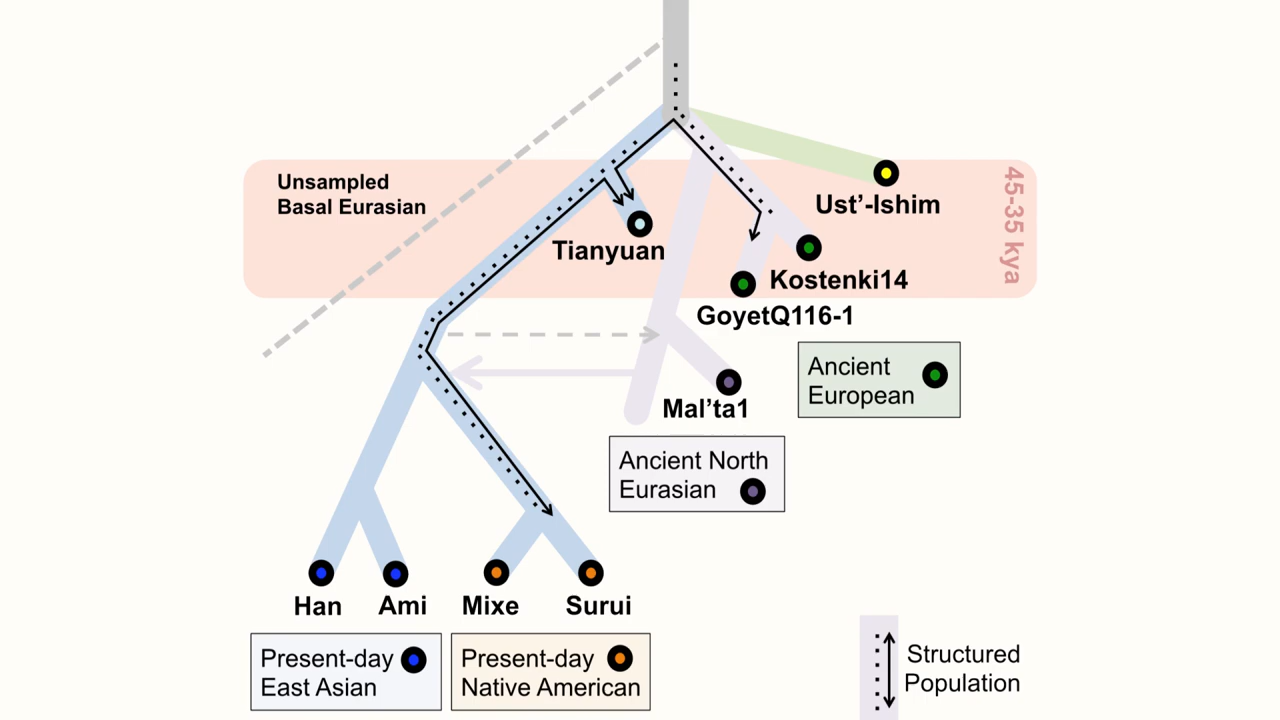 Unsampled
Basal Eurasian
45-35 kya
Ust’-Ishim
Tianyuan
Kostenki14
GoyetQ116-1
Ancient
European
Mal’ta1
Ancient North
Eurasian
Han
Ami
Mixe
Surui
Present-day
East Asian
Present-day
Native American
Structured
Population